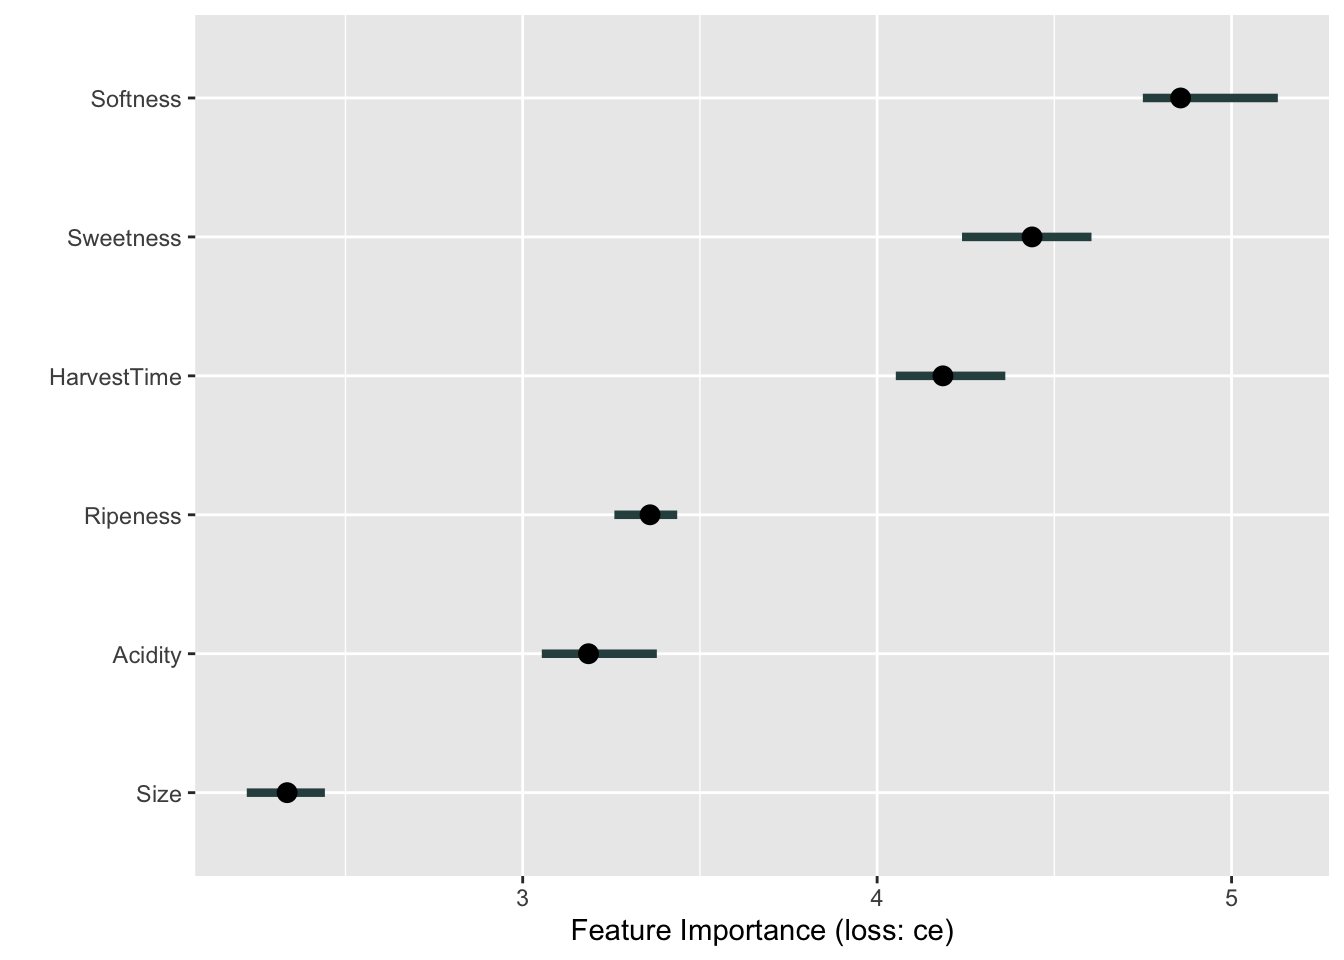 Softness
Sweetness
HarvestTime
Ripeness
Acidity
Size
3 4 5
Feature Importance (loss: ce)